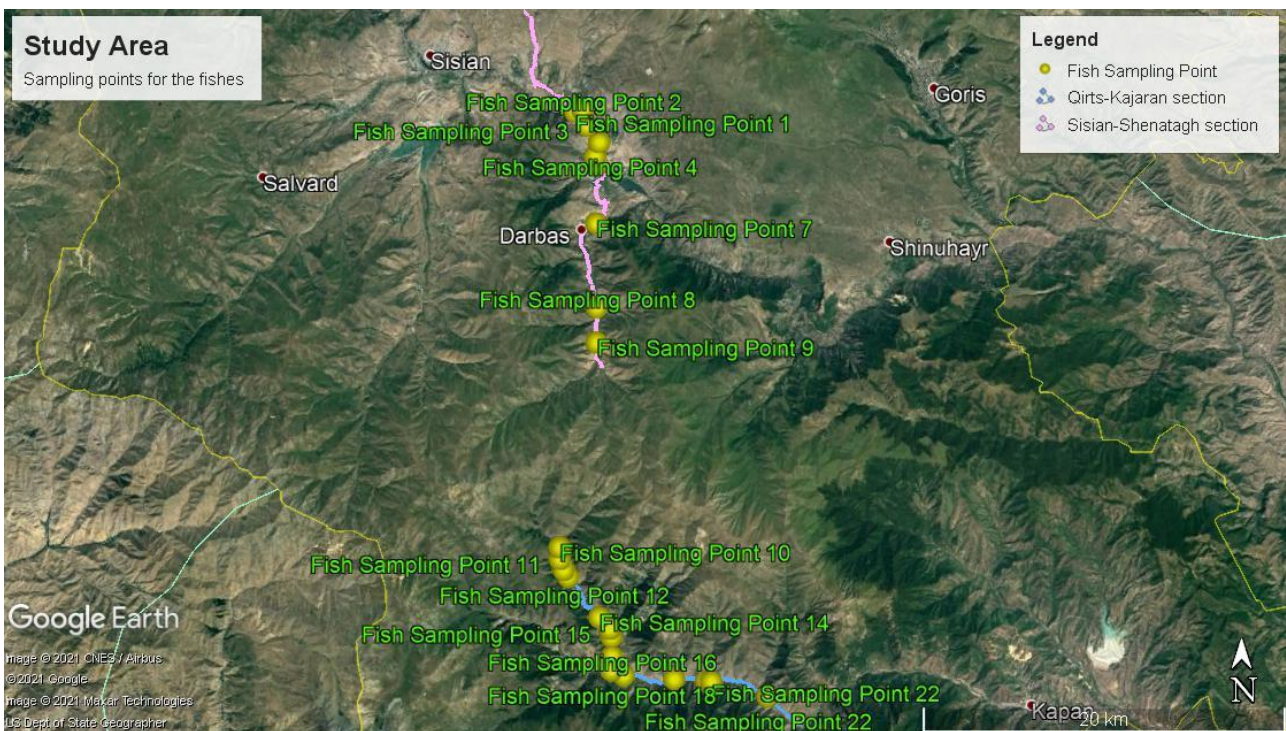 Study Area
Sampling points for the fishes
Legend
Fish Sampling Point
Qirts-Kajaran section
Sisian-Shenatagh section
Sisian
Goris
Fish Sampling Point 2
Fish Sampling Point 3
Fish Sampling Point 1
Fish Sampling Point 4
Salvard
Darbas
Fish Sampling Point 7
Shinuhayr
Fish Sampling Point 8
Fish Sampling Point 9
Fish Sampling Point 10
Fish Sampling Point 11
Fish Sampling Point 12
Fish Sampling Point 14
Fish Sampling Point 15
Fish Sampling Point 16
Fish Sampling Point 18
Fish Sampling Point 22
Fish Sampling Point 22
Kapan
20 km
N
Google Earth
Image © 2021 CNES / Airbus
© 2021 Google
Image © 2021 Maxar Technologies
US Dept of State Geographer